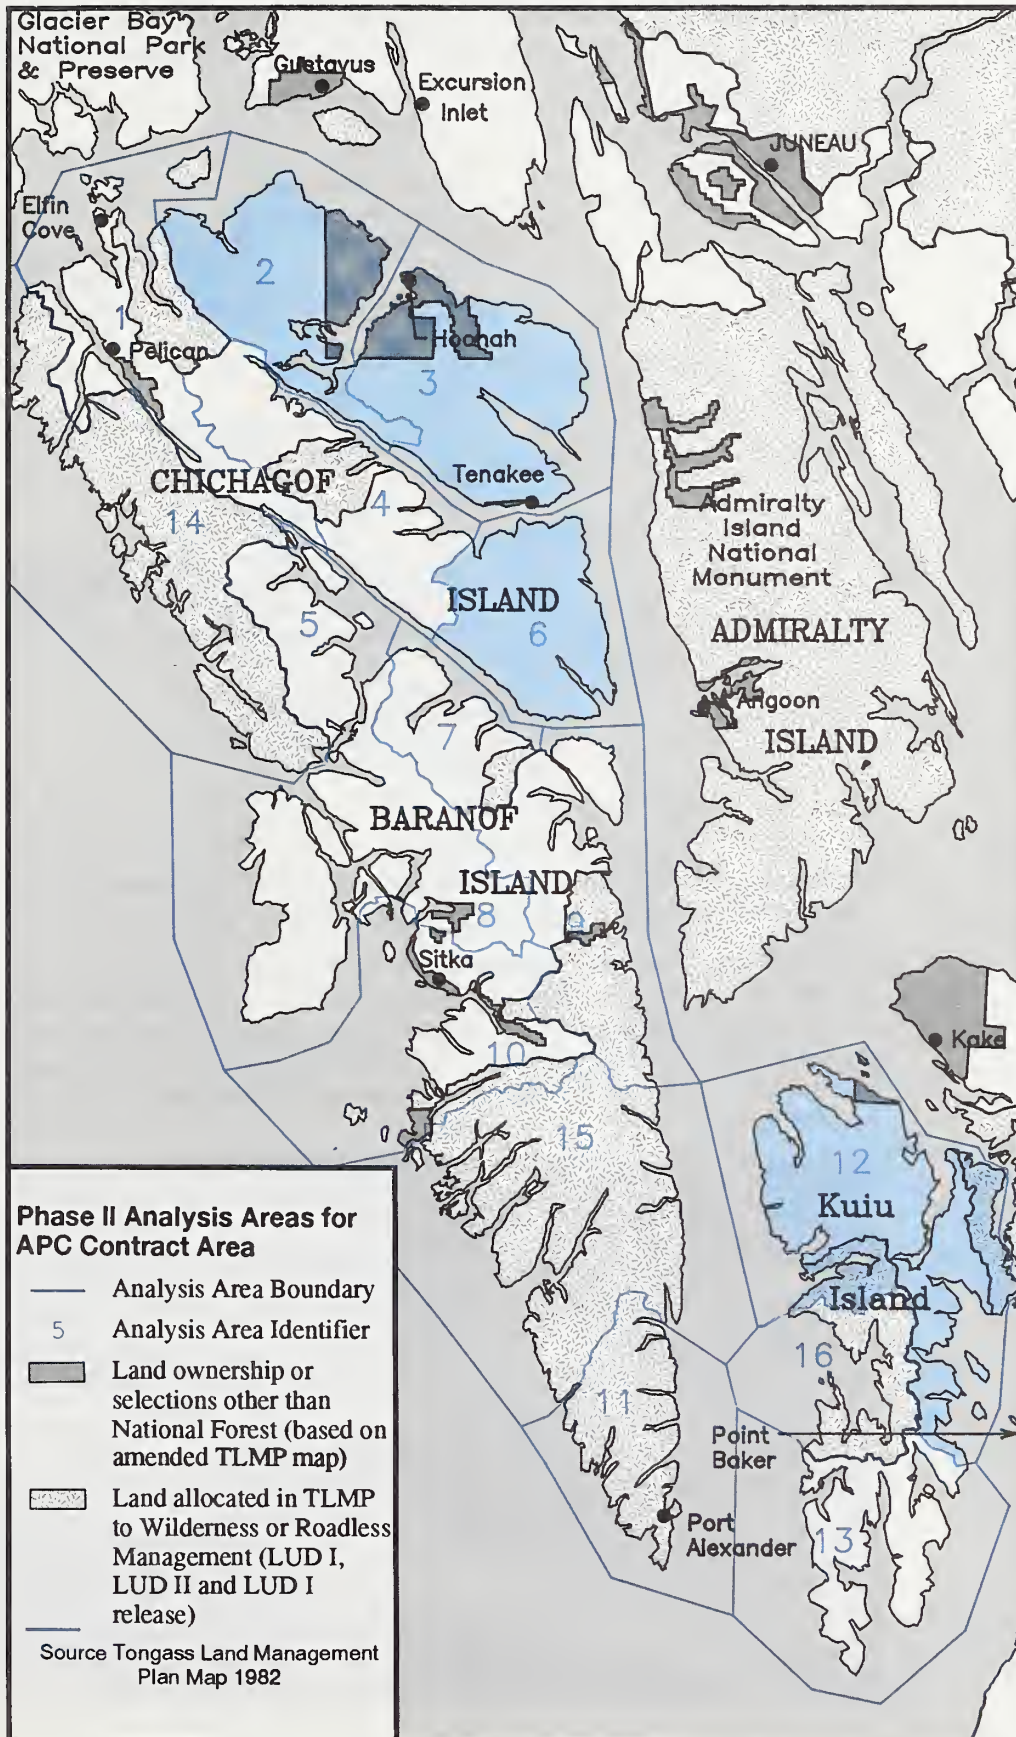 Glacier Bay
National Park
& Preserve
Gustavus
Excursion
Inlet
JUNEAU
Elfin
Cove
2
1
Pelican
Hoonah
3
CHICHAGOF
Tenakee
4
14
Admiralty
Island
National
Monument
ISLAND
5
6
ADMIRALTY
Angoon
7
ISLAND
BARANOF
ISLAND
8
9
Sitka
Kake
10
15
12
Kuiu
Island
16
11
Point
Baker
Port
Alexander
13
Phase II Analysis Areas for
APC Contract Area
Analysis Area Boundary
5 Analysis Area Identifier
Land ownership or
selections other than
National Forest (based on
amended TLMP map)
Land allocated in TLMP
to Wilderness or Roadless
Management (LUD I,
LUD II and LUD I
release)
Source Tongass Land Management
Plan Map 1982